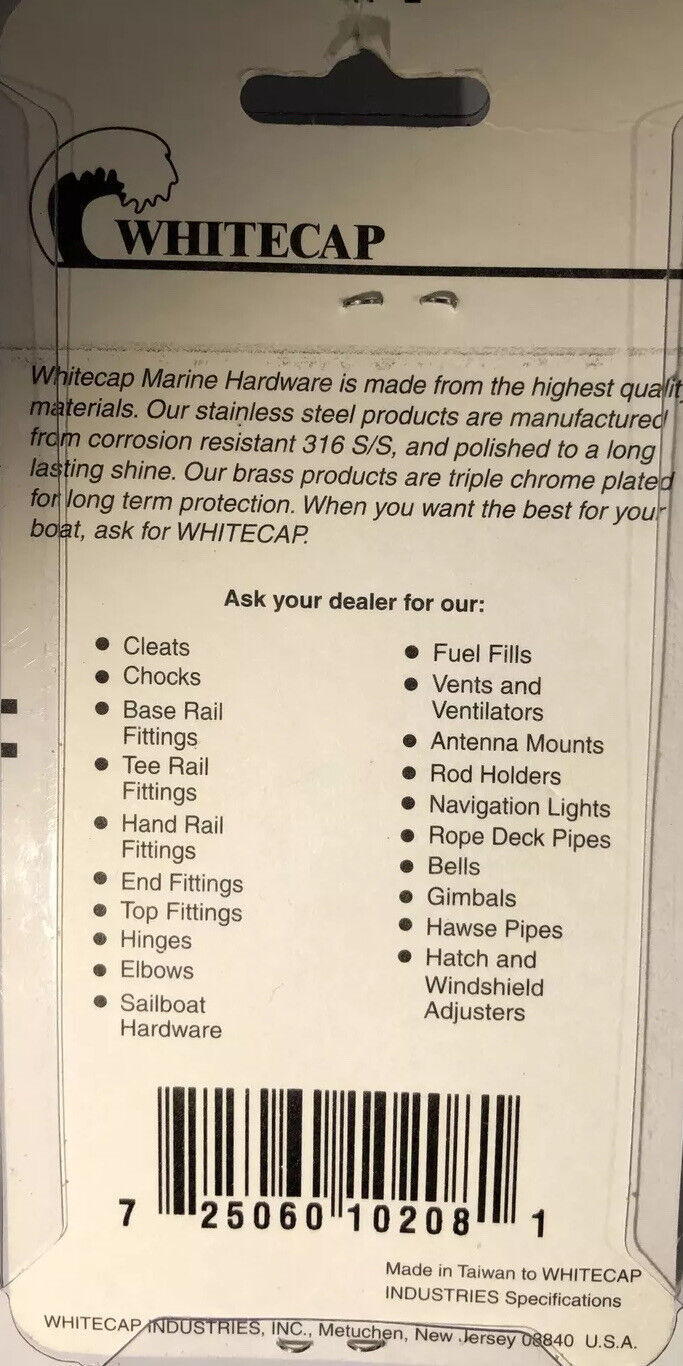 WHITECAP
Whitecap Marine Hardware is made from the highest qualit
materials. Our stainless steel products are manufactured
from corrosion resistant 316 S/S, and polished to a long
lasting shine. Our brass products are triple chrome plated
for long term protection. When you want the best for your
boat, ask for WHITECAP.
Ask your dealer for our:
● Cleats
● Chocks
● Base Rail
Fittings
● Tee Rail
Fittings
● Hand Rail
Fittings
● End Fittings
● Top Fittings
● Hinges
● Elbows
● Sailboat
Hardware
● Fuel Fills
● Vents and
Ventilators
● Antenna Mounts
● Rod Holders
● Navigation Lights
● Rope Deck Pipes
● Bells
● Gimbals
● Hawse Pipes
● Hatch and
Windshield
Adjusters
7 25060 10208 1
Made in Taiwan to WHITECAP
INDUSTRIES Specifications
WHITECAP INDUSTRIES, INC., Metuchen, New Jersey 08840 U.S.A.